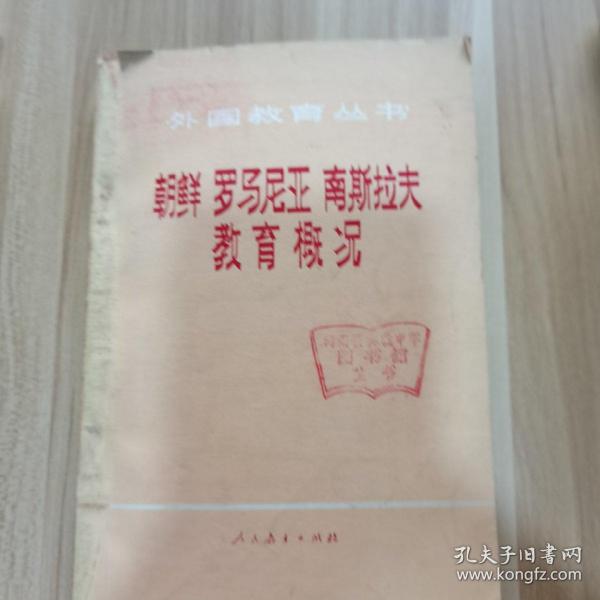 外国教育丛书
朝鲜 罗马尼亚 南斯拉夫
教育概况
图书馆
人民教育出版社
孔夫子旧书网
www.kongfz.com